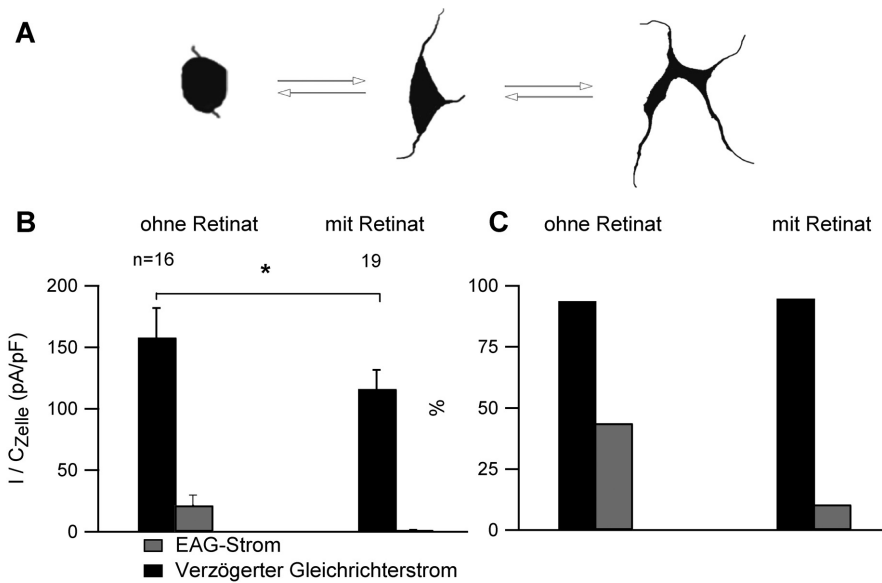 A
B
ohne Retinat
mit Retinat
n=16
*
19
200
150
100
50
0
I / CZelle (pA/pF)
EAG-Strom
Verzögerter Gleichrichterstrom
C
ohne Retinat
mit Retinat
100
75
50
25
0
%